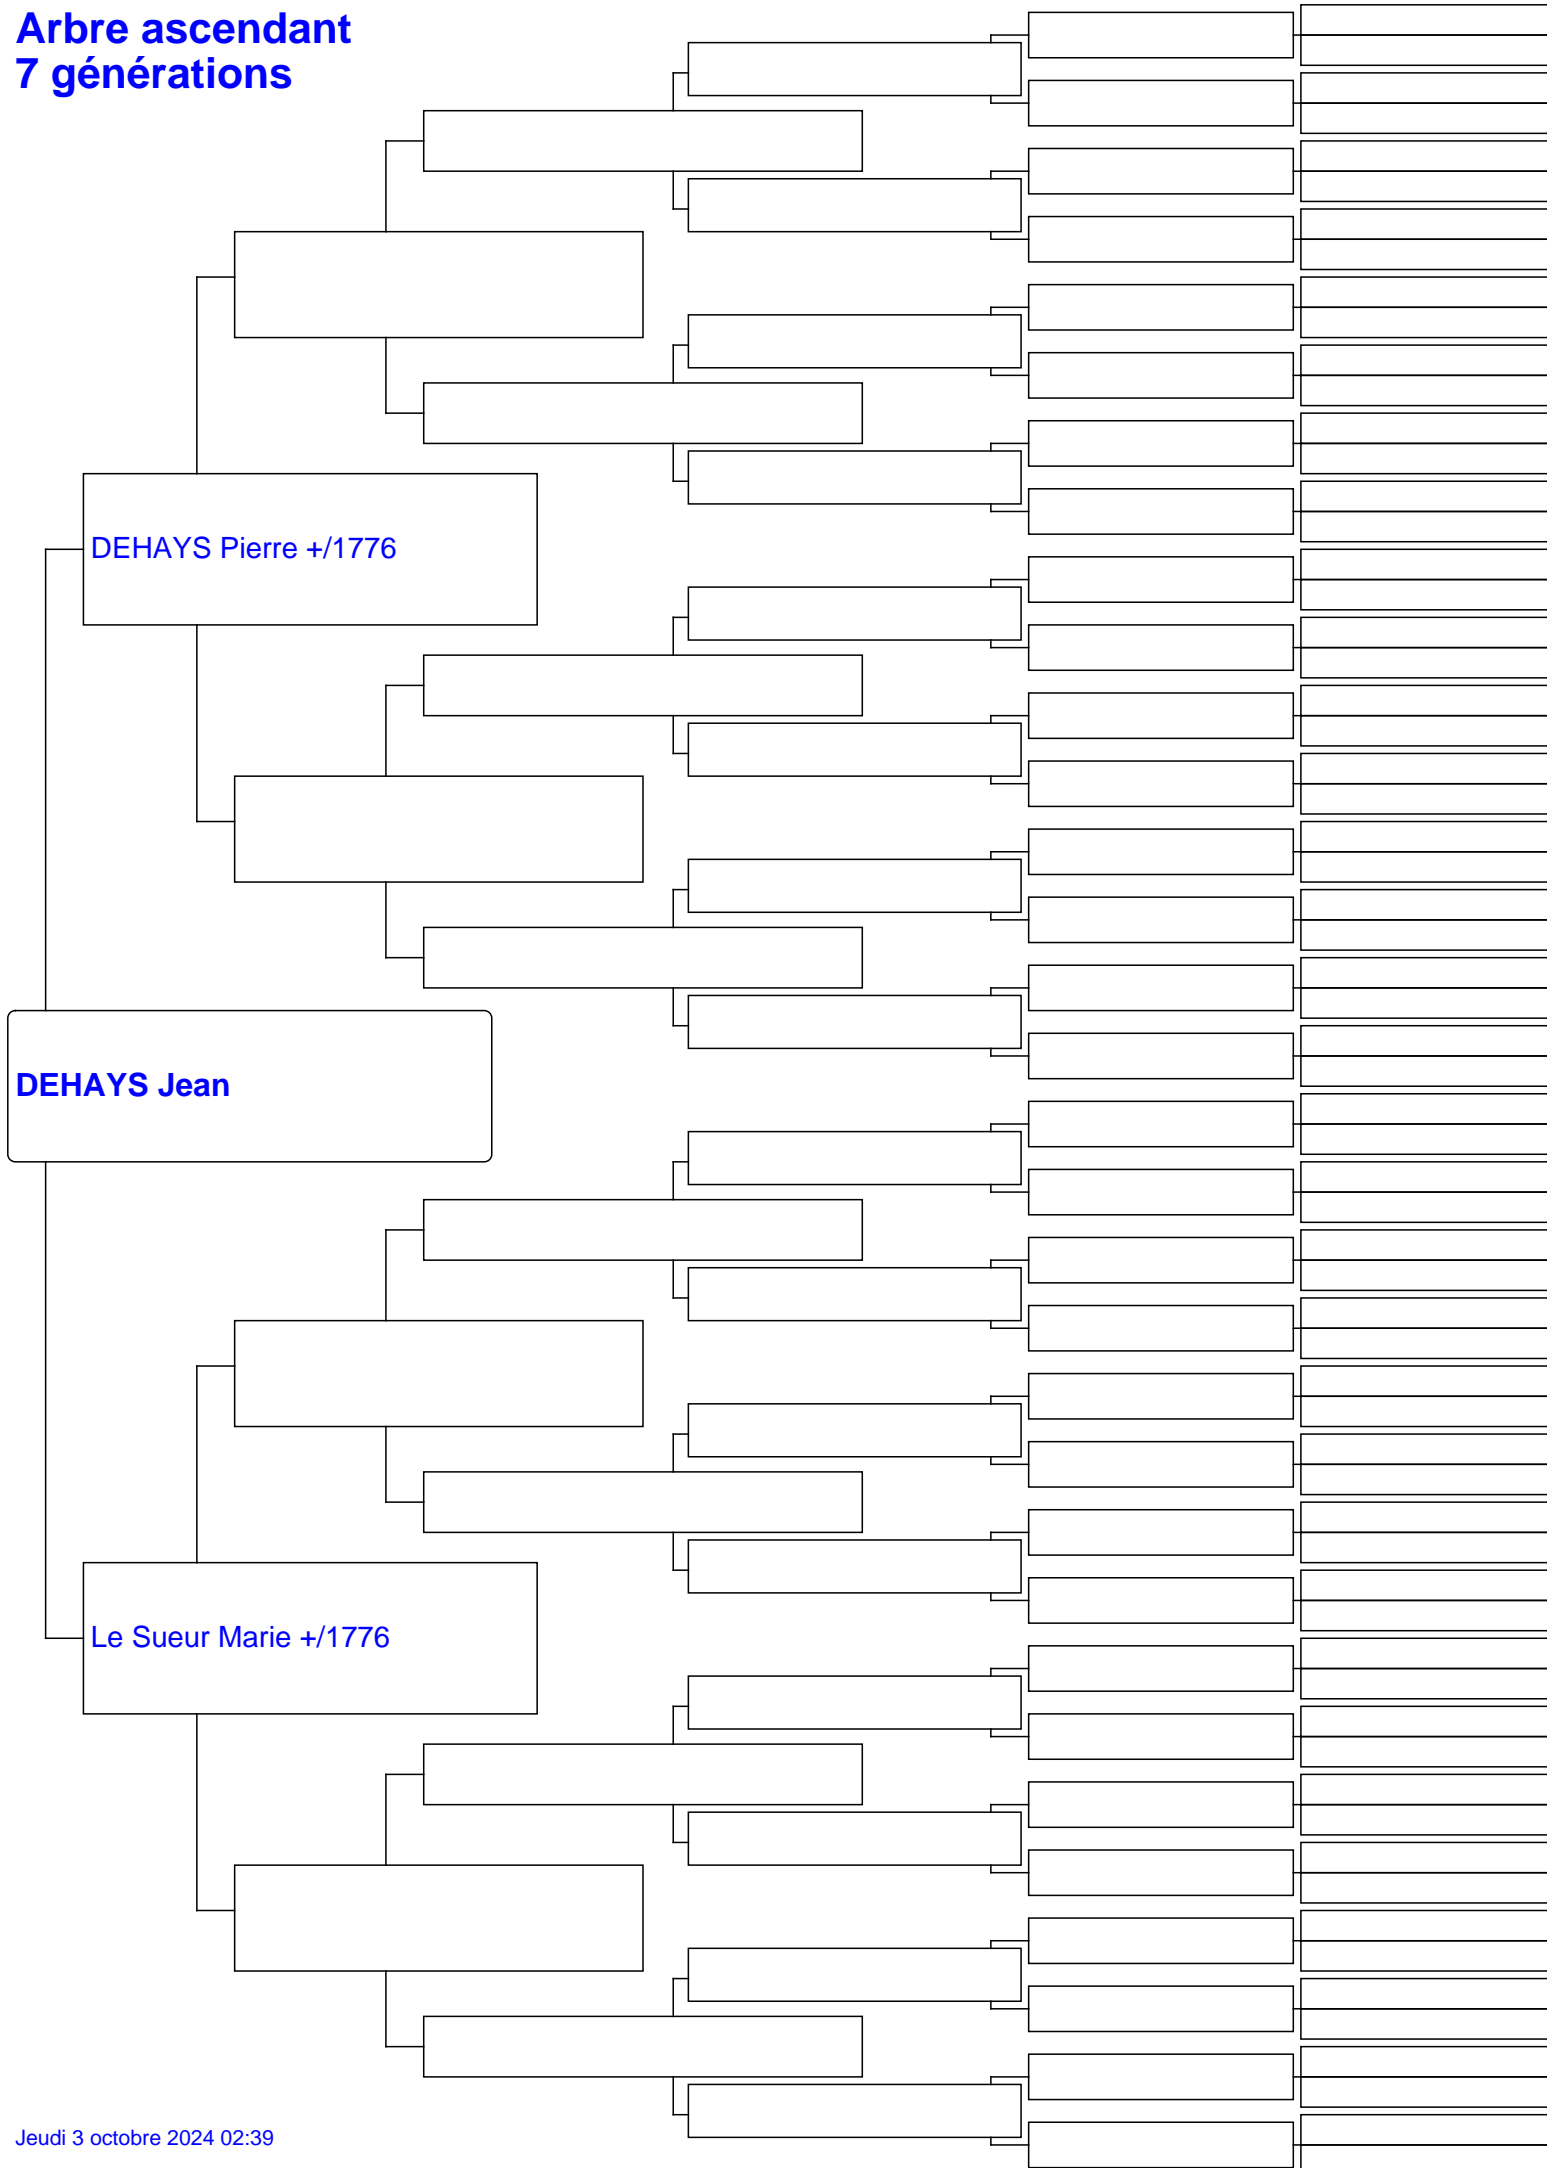 Arbre ascendant
7 générations
DEHAYS Pierre +/1776
DEHAYS Jean
Le Sueur Marie +/1776
Jeudi 3 octobre 2024 02:39